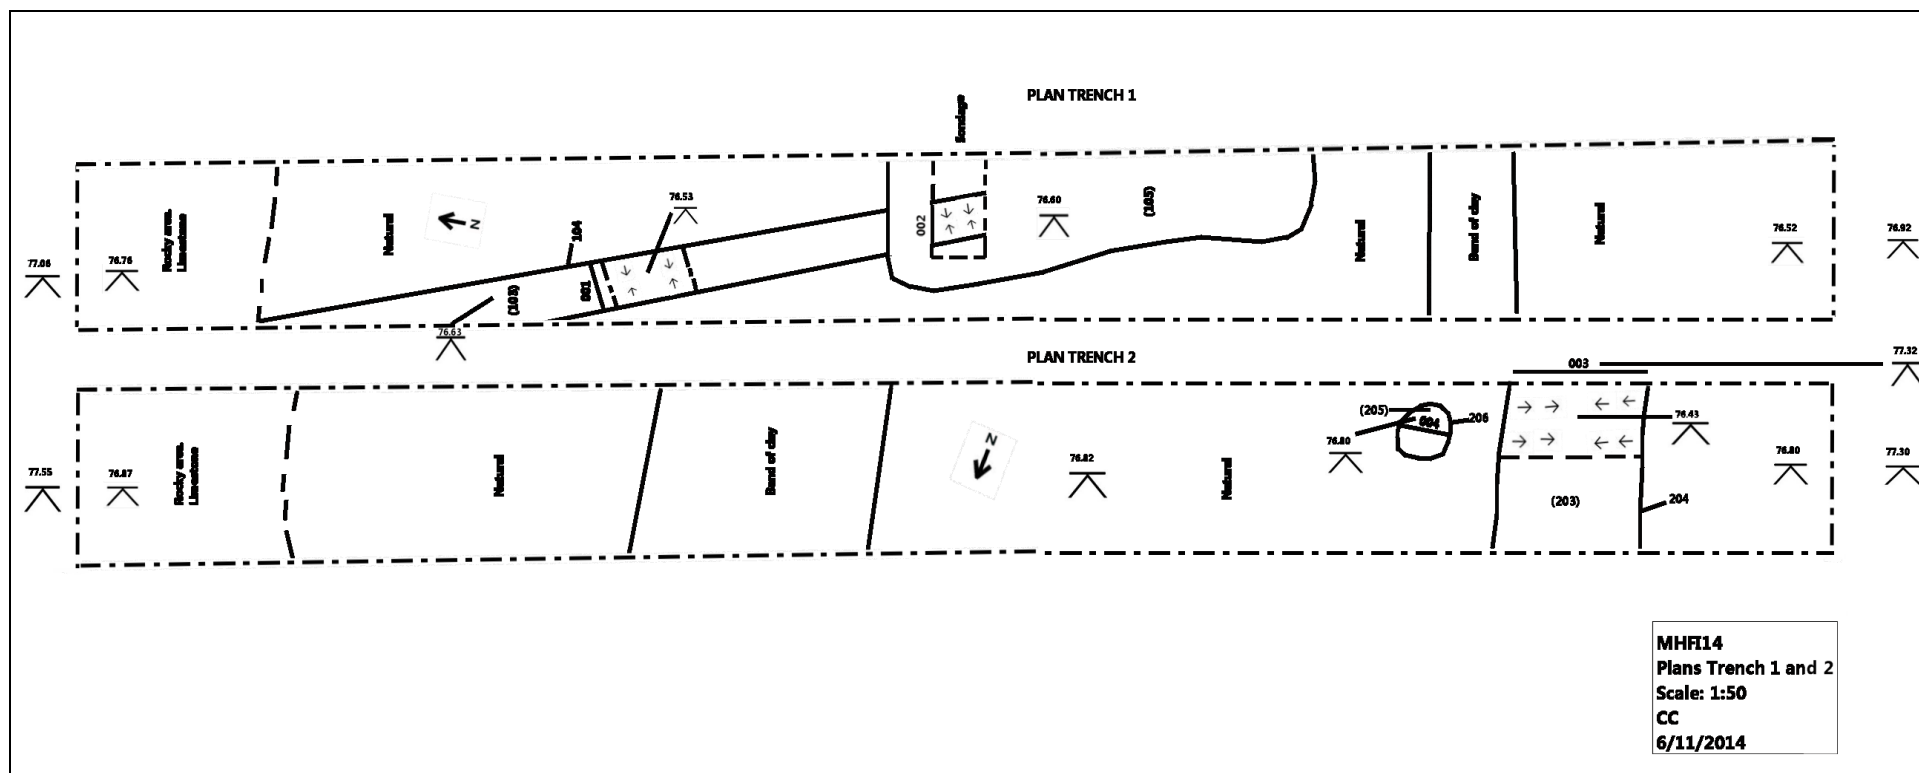 PLAN TRENCH 1
Sondage
77.06
76.76
Rocky area.
Limestone
Natural
N
104
76.53
(103)
001
76.63
002
76.60
(105)
Natural
Band of clay
Natural
76.52
76.92
PLAN TRENCH 2
003
77.32
77.55
76.87
Rocky area.
Limestone
Natural
Band of clay
N
76.82
Natural
76.80
(205)
004
206
76.43
(203)
204
76.80
77.30
MHFI14
Plans Trench 1 and 2
Scale: 1:50
CC
6/11/2014